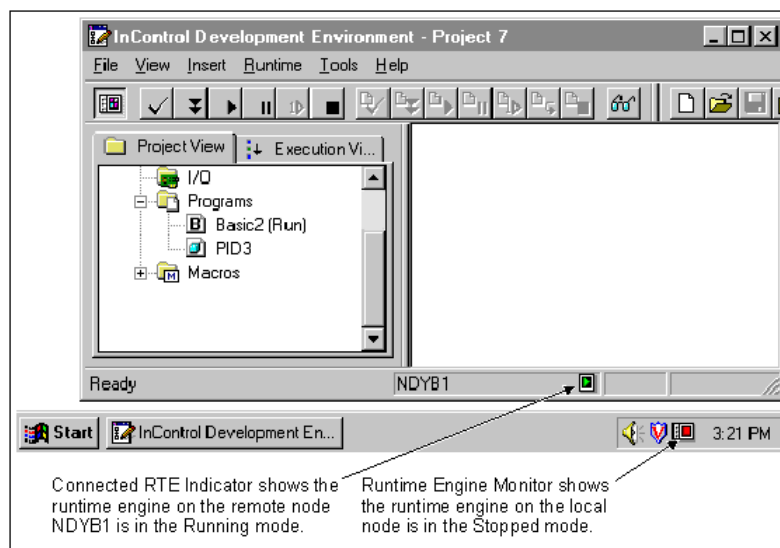 InControl Development Environment - Project 7
File View Insert Runtime Tools Help
Project View Execution Vi...
I/O
Programs
B Basic2 (Run)
PID3
M Macros
Ready NDYB1
Start InControl Development En... 3:21 PM
Connected RTE Indicator shows the
runtime engine on the remote node
NDYB1 is in the Running mode.
Runtime Engine Monitor shows
the runtime engine on the local
node is in the Stopped mode.